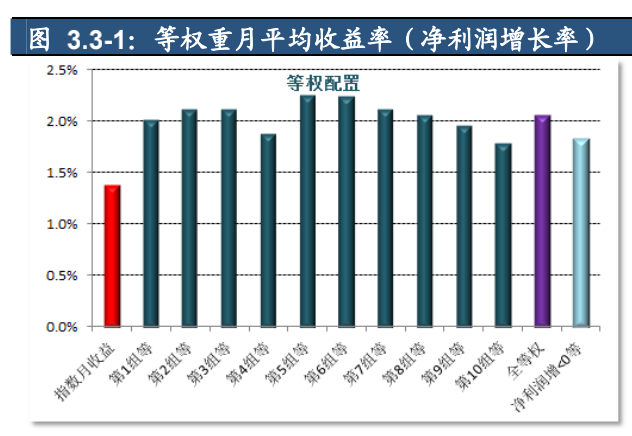 图 3.3-1：等权重月平均收益率（净利润增长率）
等权配置
2.5%
2.0%
1.5%
1.0%
0.5%
0.0%
指数月收益
第1组等
第2组等
第3组等
第4组等
第5组等
第6组等
第7组等
第8组等
第9组等
第10组等
全等权
净利润增<0等